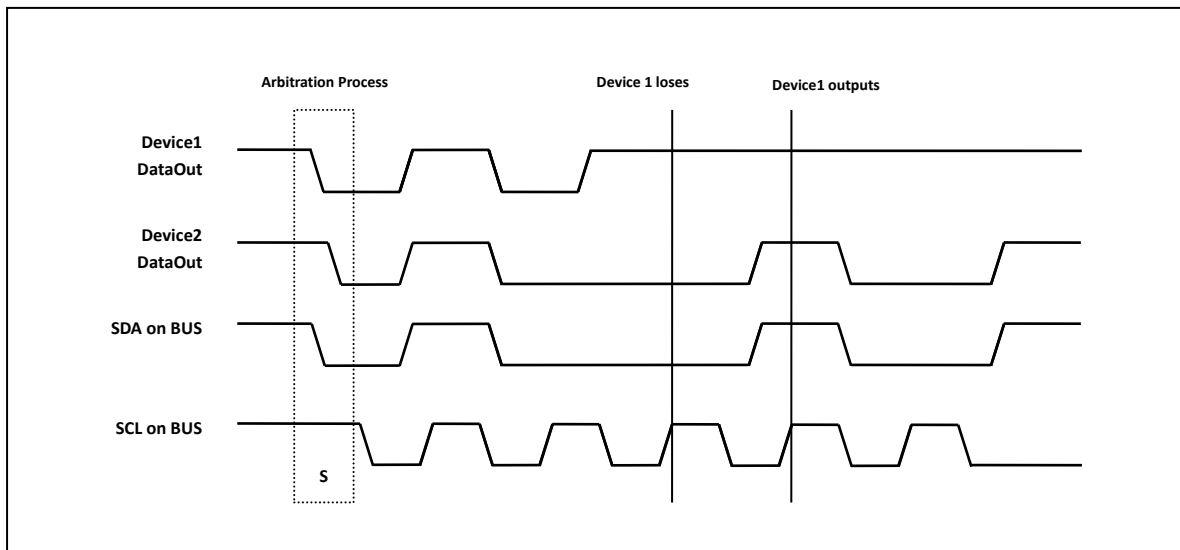 Arbitration Process
Device 1 loses
Device1 outputs
Device1
DataOut
Device2
DataOut
SDA on BUS
SCL on BUS
S